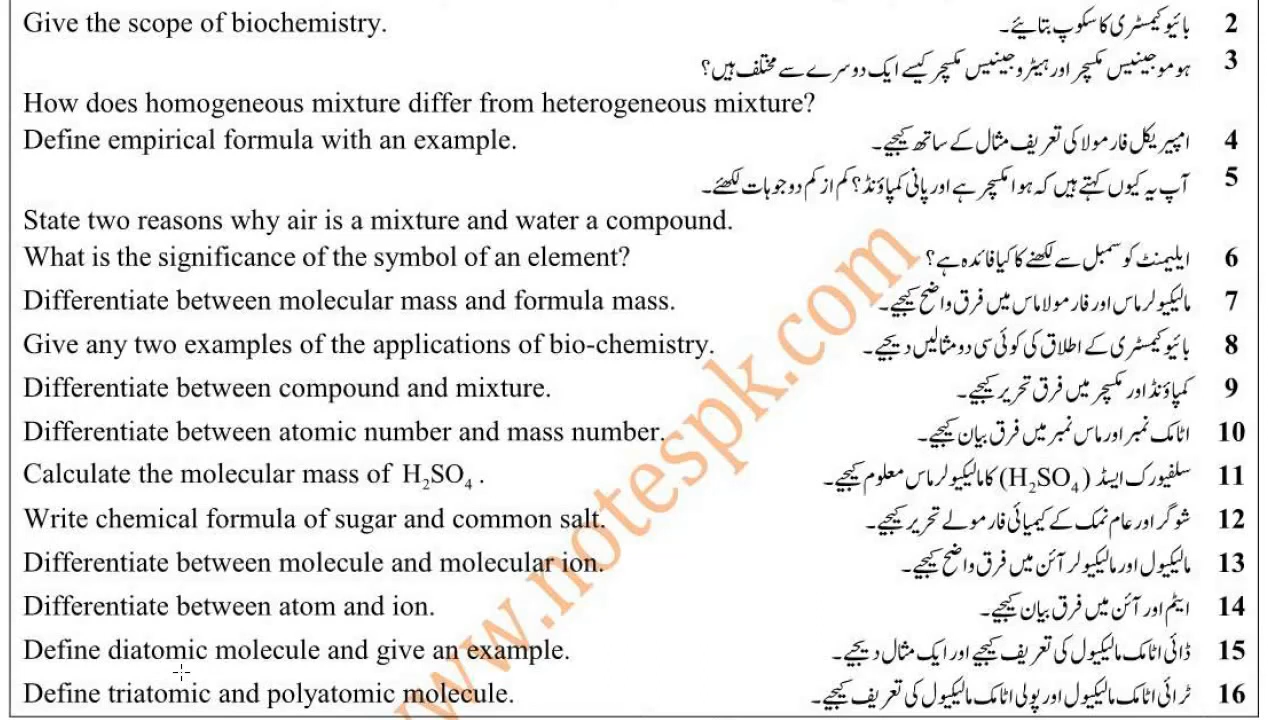 Give the scope of biochemistry. بائیو کیمسٹری کا سکوپ بتائیے۔ 2
ہوموجینیس مکسچر اور ہیٹروجینیس مکسچر کیسے ایک دوسرے سے مختلف ہیں؟ 3
How does homogeneous mixture differ from heterogeneous mixture?
Define empirical formula with an example. امپیریکل فارمولا کی تعریف مثال کے ساتھ کیجیے۔ 4
آپ یہ کیوں کہتے ہیں کہ ہوا مکسچر ہے اور پانی کمپاؤنڈ؟ کم از کم دو وجوہات لکھئے۔ 5
State two reasons why air is a mixture and water a compound.
What is the significance of the symbol of an element? ایلیمنٹ کو سمبل سے لکھنے کا کیا فائدہ ہے؟ 6
Differentiate between molecular mass and formula mass. مالیکیولر ماس اور فارمولا ماس میں فرق واضح کیجیے۔ 7
Give any two examples of the applications of bio-chemistry. بائیو کیمسٹری کے اطلاق کی کوئی سی دو مثالیں دیجیے۔ 8
Differentiate between compound and mixture. کمپاؤنڈ اور مکسچر میں فرق تحریر کیجیے۔ 9
Differentiate between atomic number and mass number. اٹامک نمبر اور ماس نمبر میں فرق بیان کیجیے۔ 10
Calculate the molecular mass of H₂SO₄ . سلفیورک ایسڈ (H₂SO₄) کا مالیکیولر ماس معلوم کیجیے۔ 11
Write chemical formula of sugar and common salt. شوگر اور عام نمک کے کیمیائی فارمولے تحریر کیجیے۔ 12
Differentiate between molecule and molecular ion. مالیکیول اور مالیکیولر آئن میں فرق واضح کیجیے۔ 13
Differentiate between atom and ion. ایٹم اور آئن میں فرق بیان کیجیے۔ 14
Define diatomic molecule and give an example. ڈائی اٹامک مالیکیول کی تعریف کیجیے اور ایک مثال دیجیے۔ 15
Define triatomic and polyatomic molecule. ٹرائی اٹامک مالیکیول اور پولی اٹامک مالیکیول کی تعریف کیجیے۔ 16
www.notespk.com